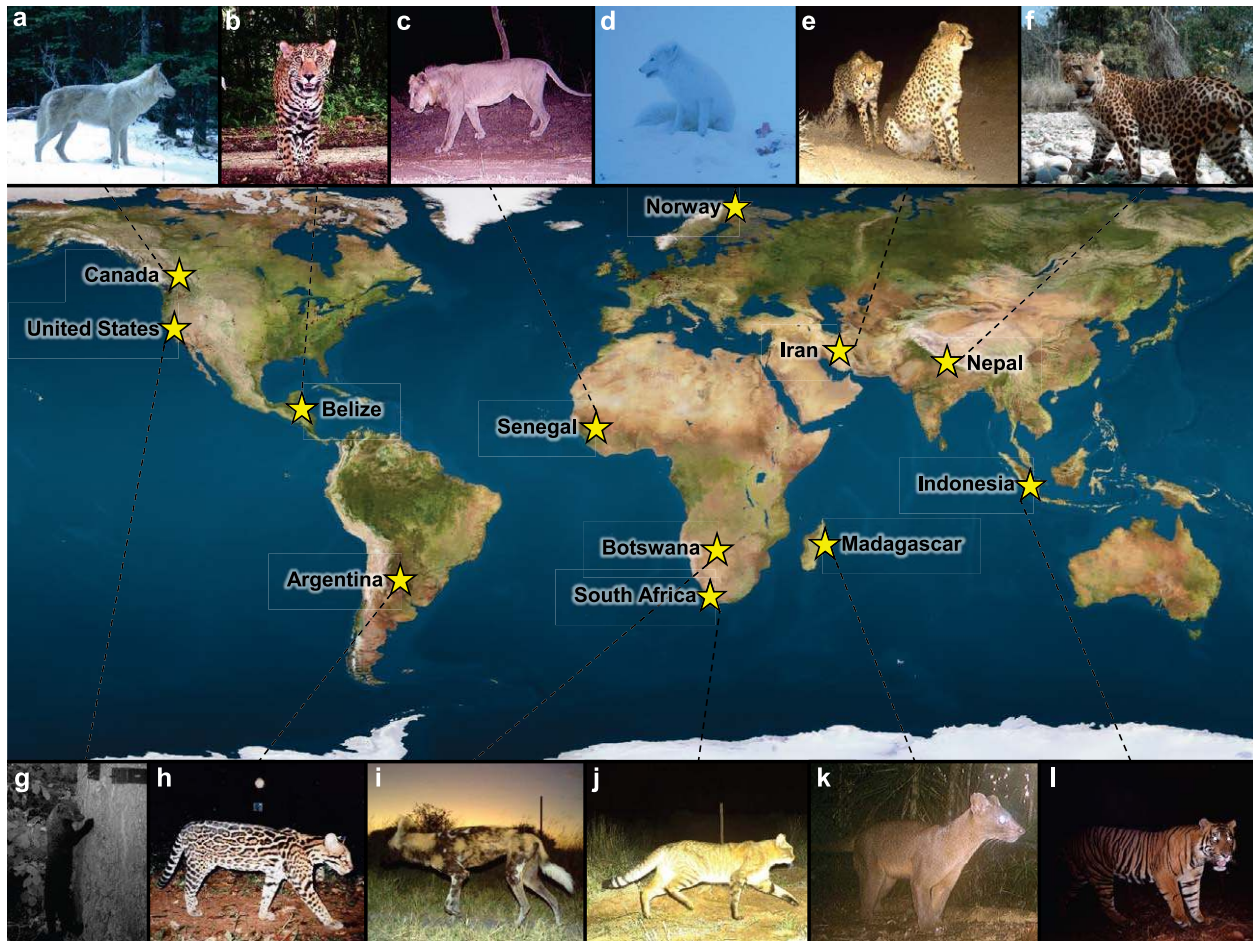 a
b
c
d
e
f
Norway
Canada
United States
Iran
Nepal
Belize
Senegal
Indonesia
Botswana
Madagascar
Argentina
South Africa
g
h
i
j
k
l